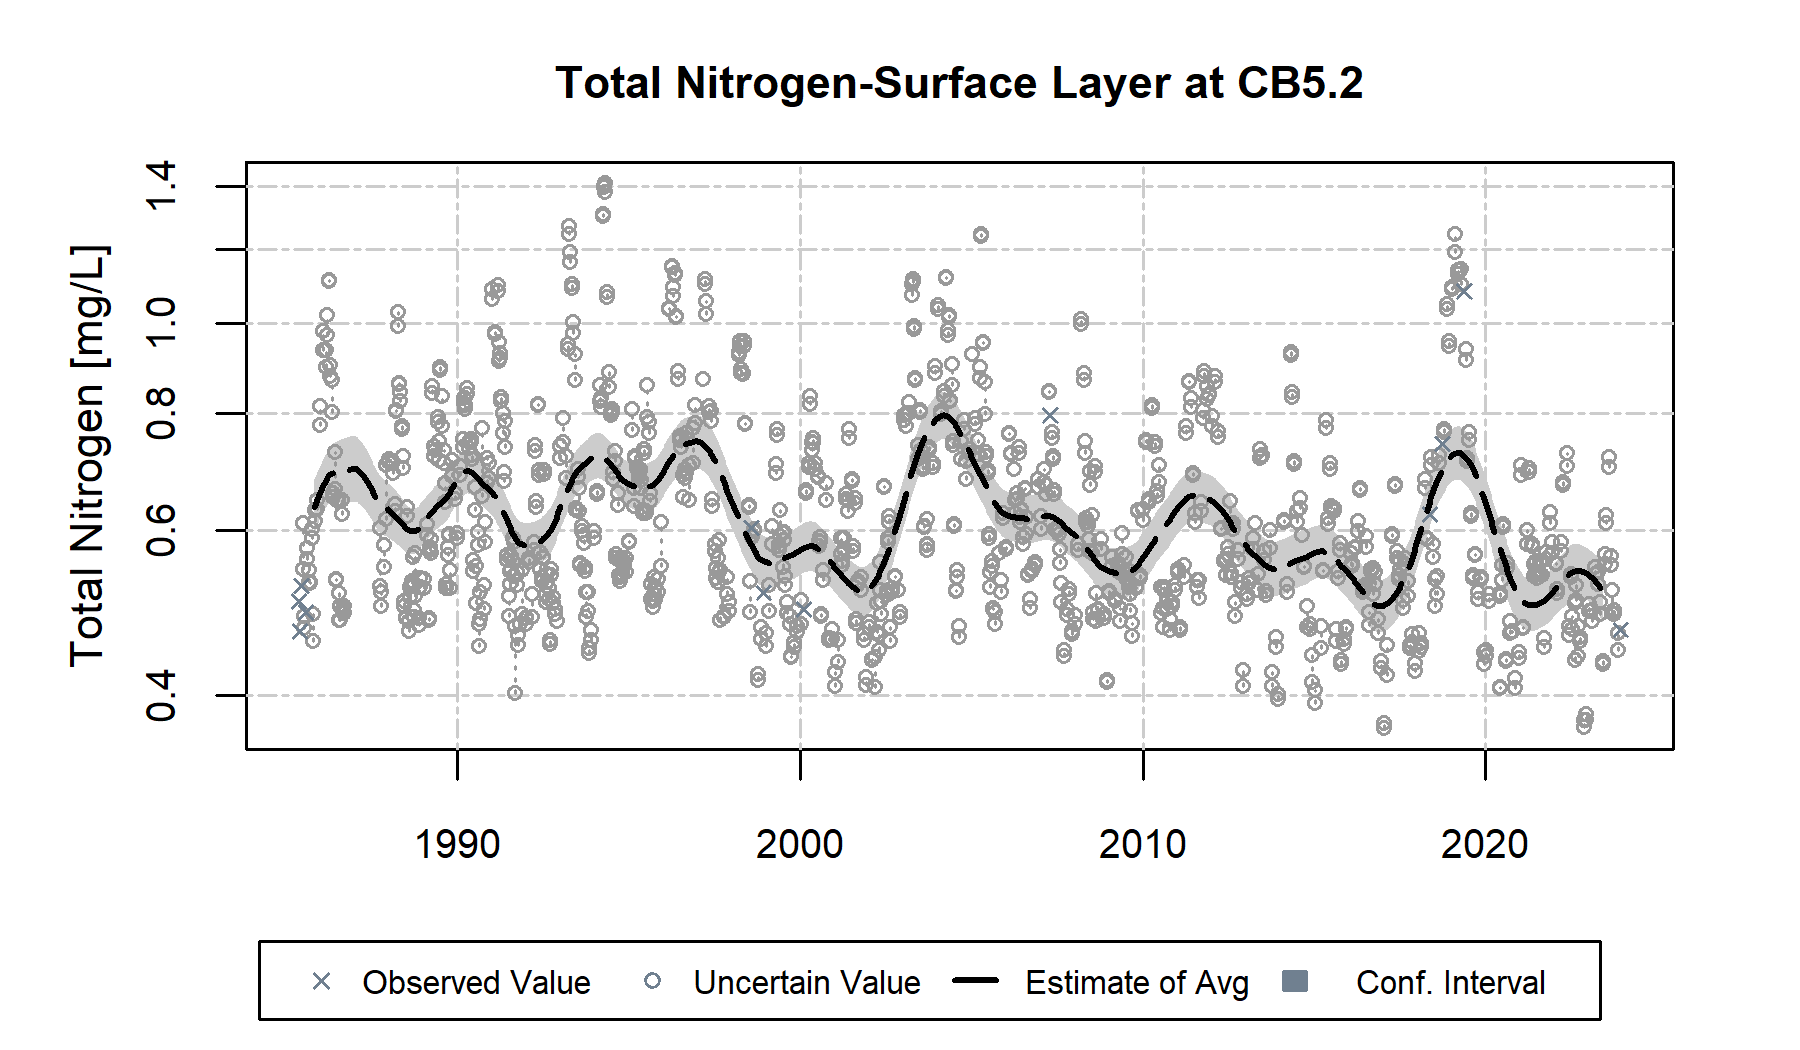 Total Nitrogen-Surface Layer at CB5.2
Total Nitrogen [mg/L]
1.4
1.0
0.8
0.6
0.4
1990 2000 2010 2020
Observed Value Uncertain Value Estimate of Avg Conf. Interval